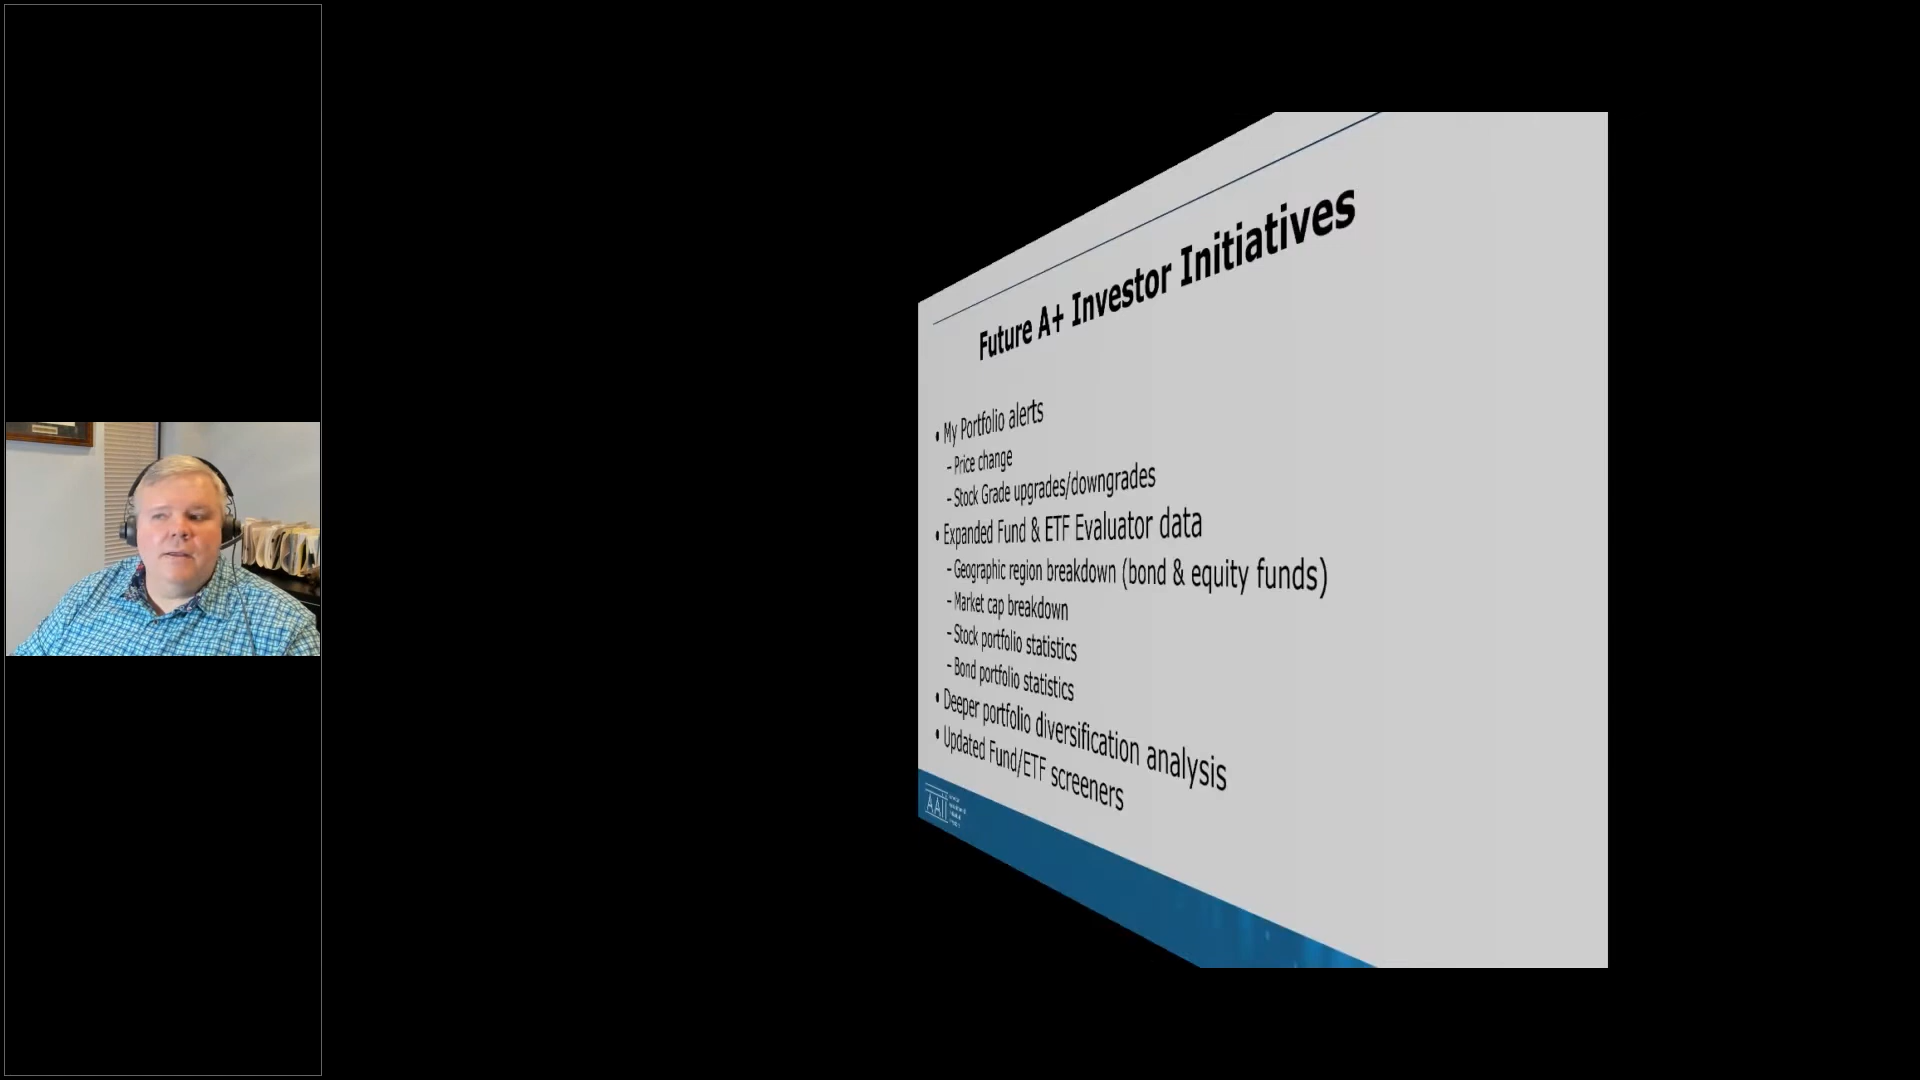 Future A+ Investor Initiatives
• My Portfolio alerts
– Price change
– Stock Grade upgrades/downgrades
• Expanded Fund & ETF Evaluator data
– Geographic region breakdown (bond & equity funds)
– Market cap breakdown
– Stock portfolio statistics
– Bond portfolio statistics
• Deeper portfolio diversification analysis
• Updated Fund/ETF screeners
AAII